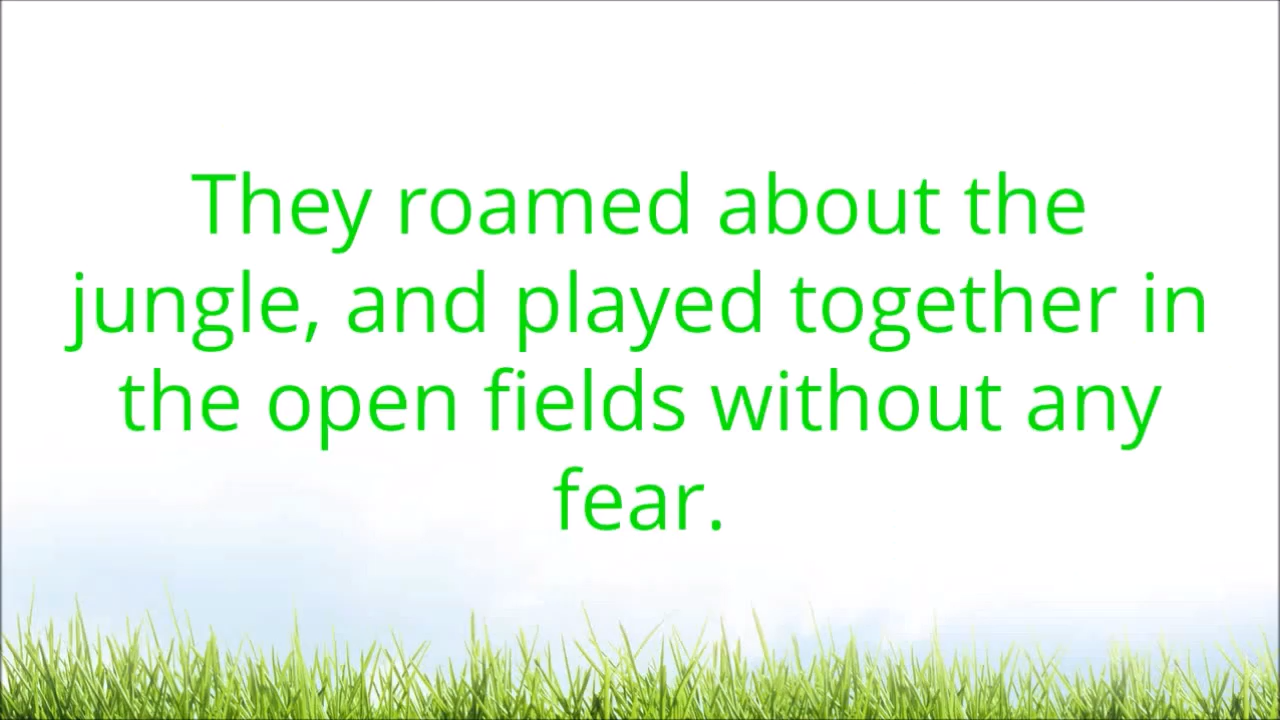 They roamed about the
jungle, and played together in
the open fields without any
fear.